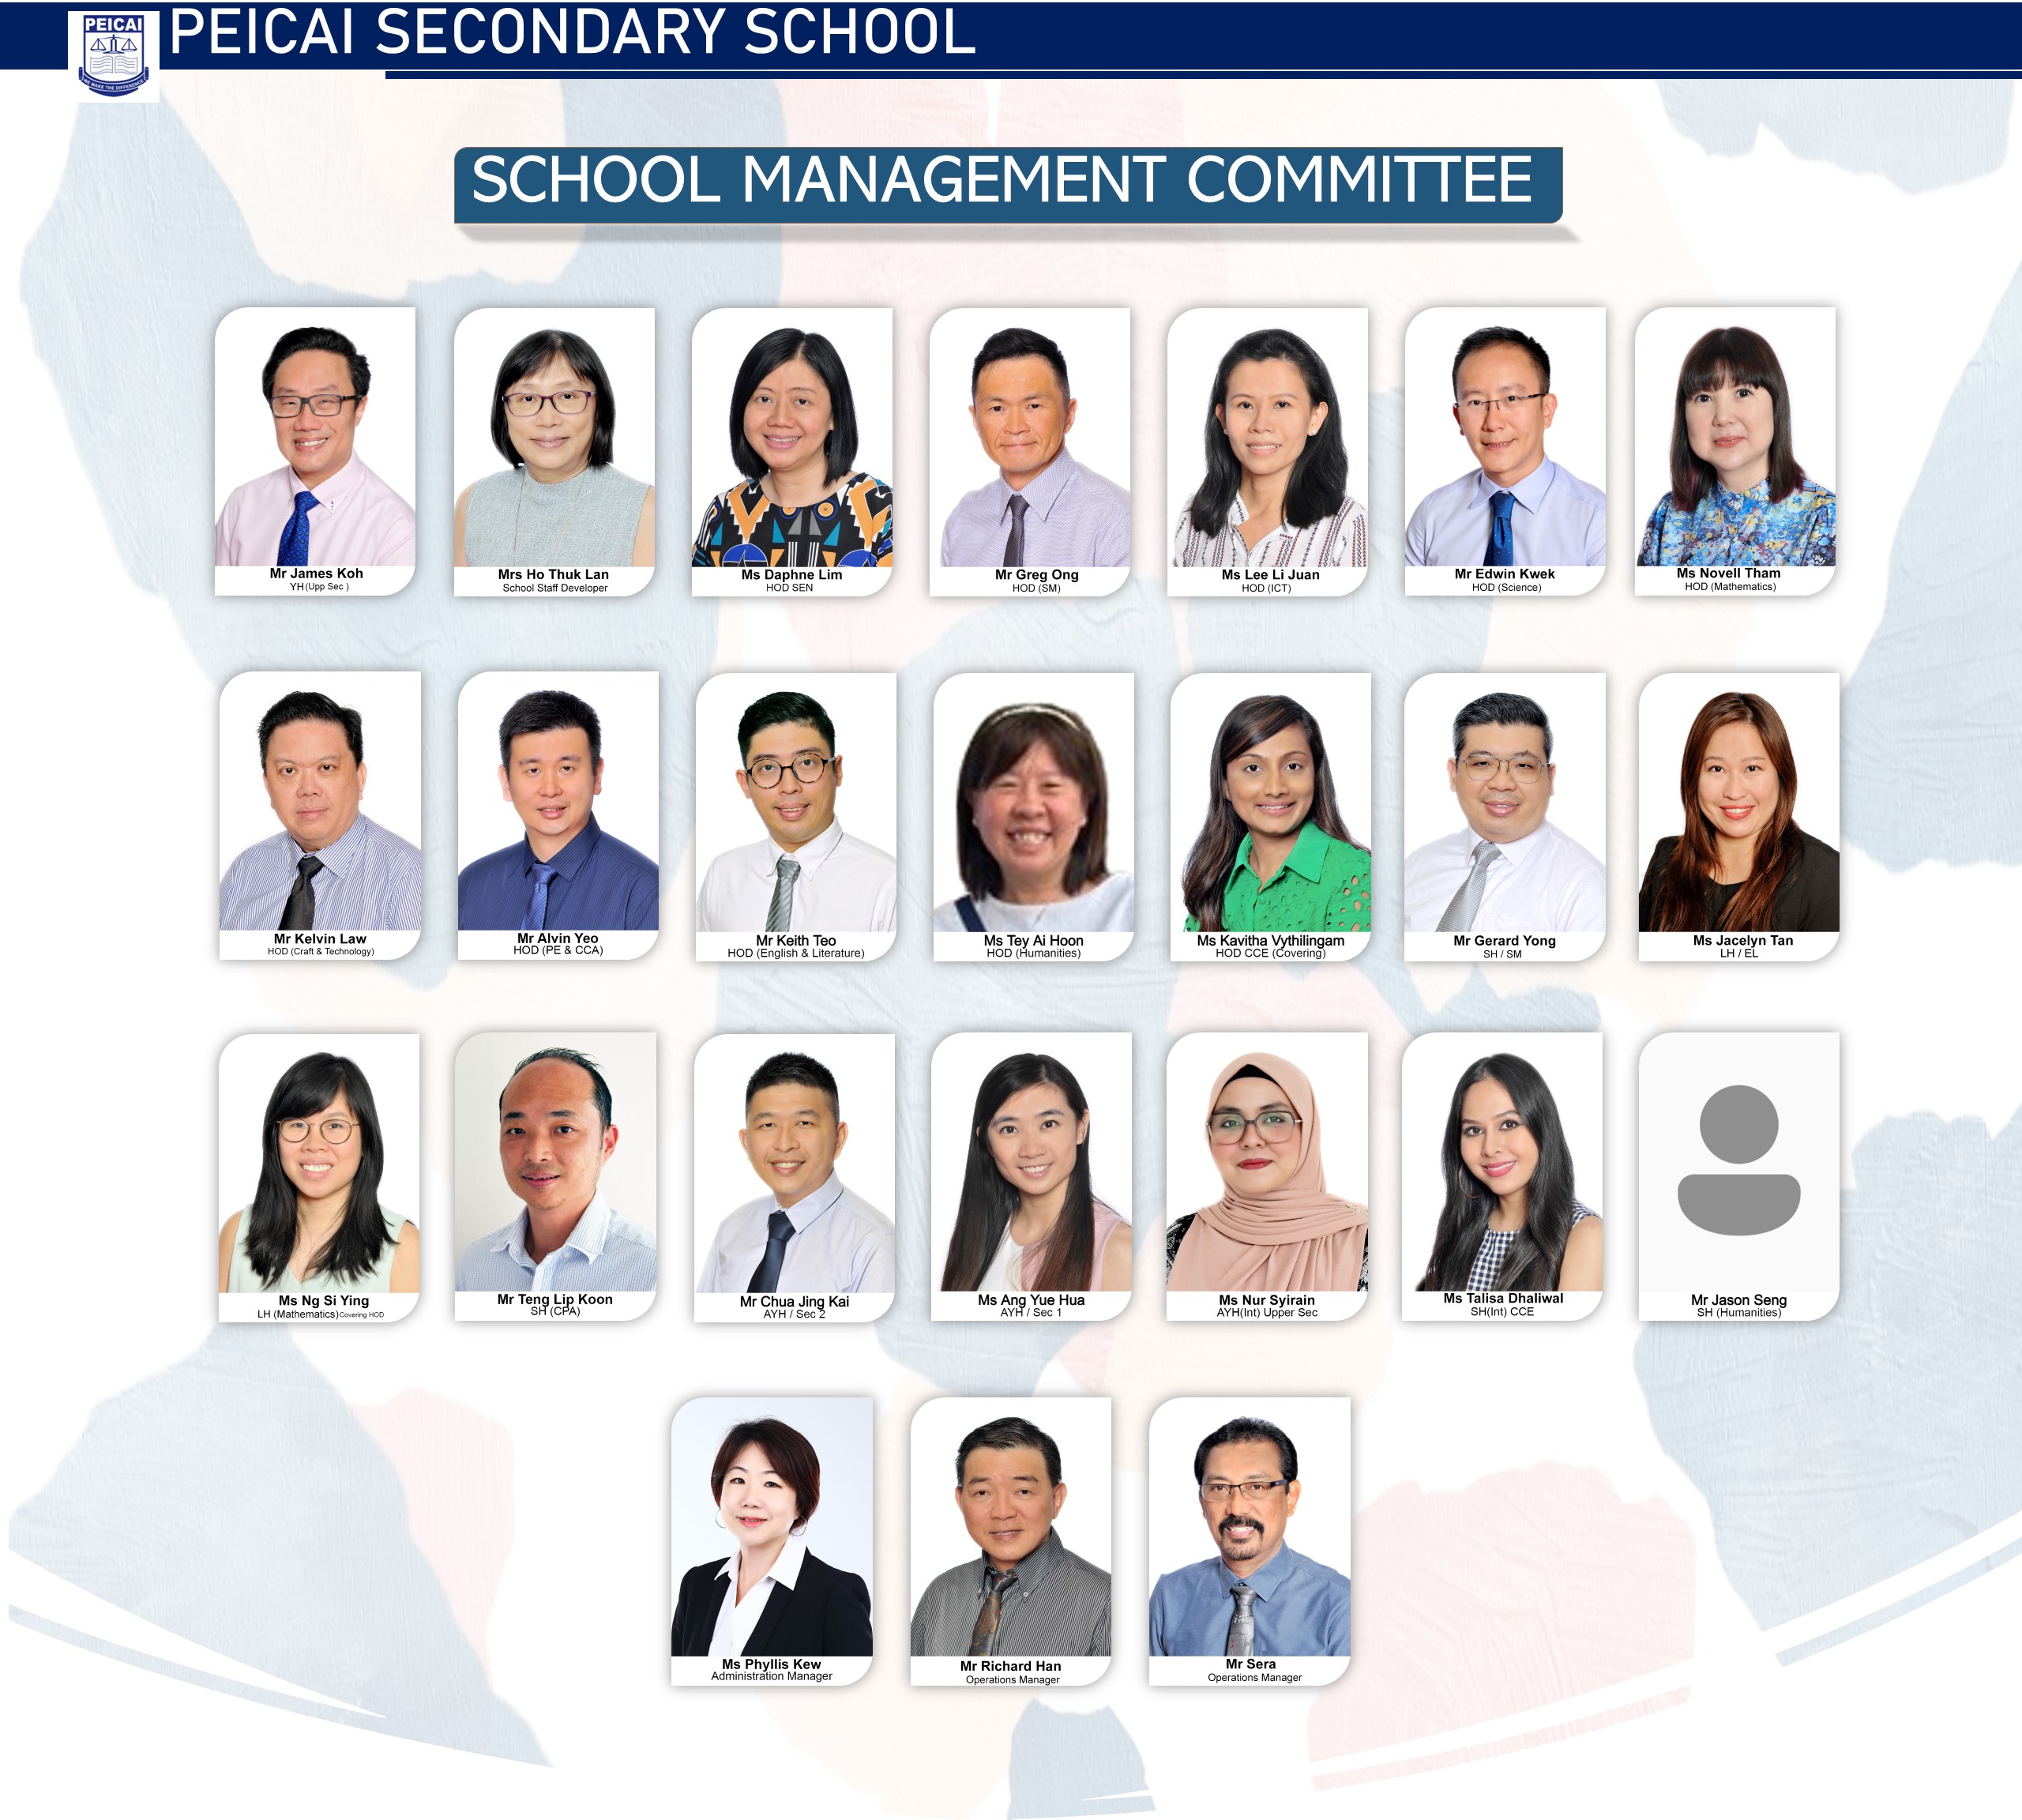 PEICAI
WE MAKE THE DIFFERENCE
PEICAI SECONDARY SCHOOL
SCHOOL MANAGEMENT COMMITTEE
Mr James Koh
YH(Upp Sec )
Mrs Ho Thuk Lan
School Staff Developer
Ms Daphne Lim
HOD SEN
Mr Greg Ong
HOD (SM)
Ms Lee Li Juan
HOD (ICT)
Mr Edwin Kwek
HOD (Science)
Ms Novell Tham
HOD (Mathematics)
Mr Kelvin Law
HOD (Craft & Technology)
Mr Alvin Yeo
HOD (PE & CCA)
Mr Keith Teo
HOD (English & Literature)
Ms Tey Ai Hoon
HOD (Humanities)
Ms Kavitha Vythilingam
HOD CCE (Covering)
Mr Gerard Yong
SH / SM
Ms Jacelyn Tan
LH / EL
Ms Ng Si Ying
LH (Mathematics)Covering HOD
Mr Teng Lip Koon
SH (CPA)
Mr Chua Jing Kai
AYH / Sec 2
Ms Ang Yue Hua
AYH / Sec 1
Ms Nur Syirain
AYH(Int) Upper Sec
Ms Talisa Dhaliwal
SH(Int) CCE
Mr Jason Seng
SH (Humanities)
Ms Phyllis Kew
Administration Manager
Mr Richard Han
Operations Manager
Mr Sera
Operations Manager